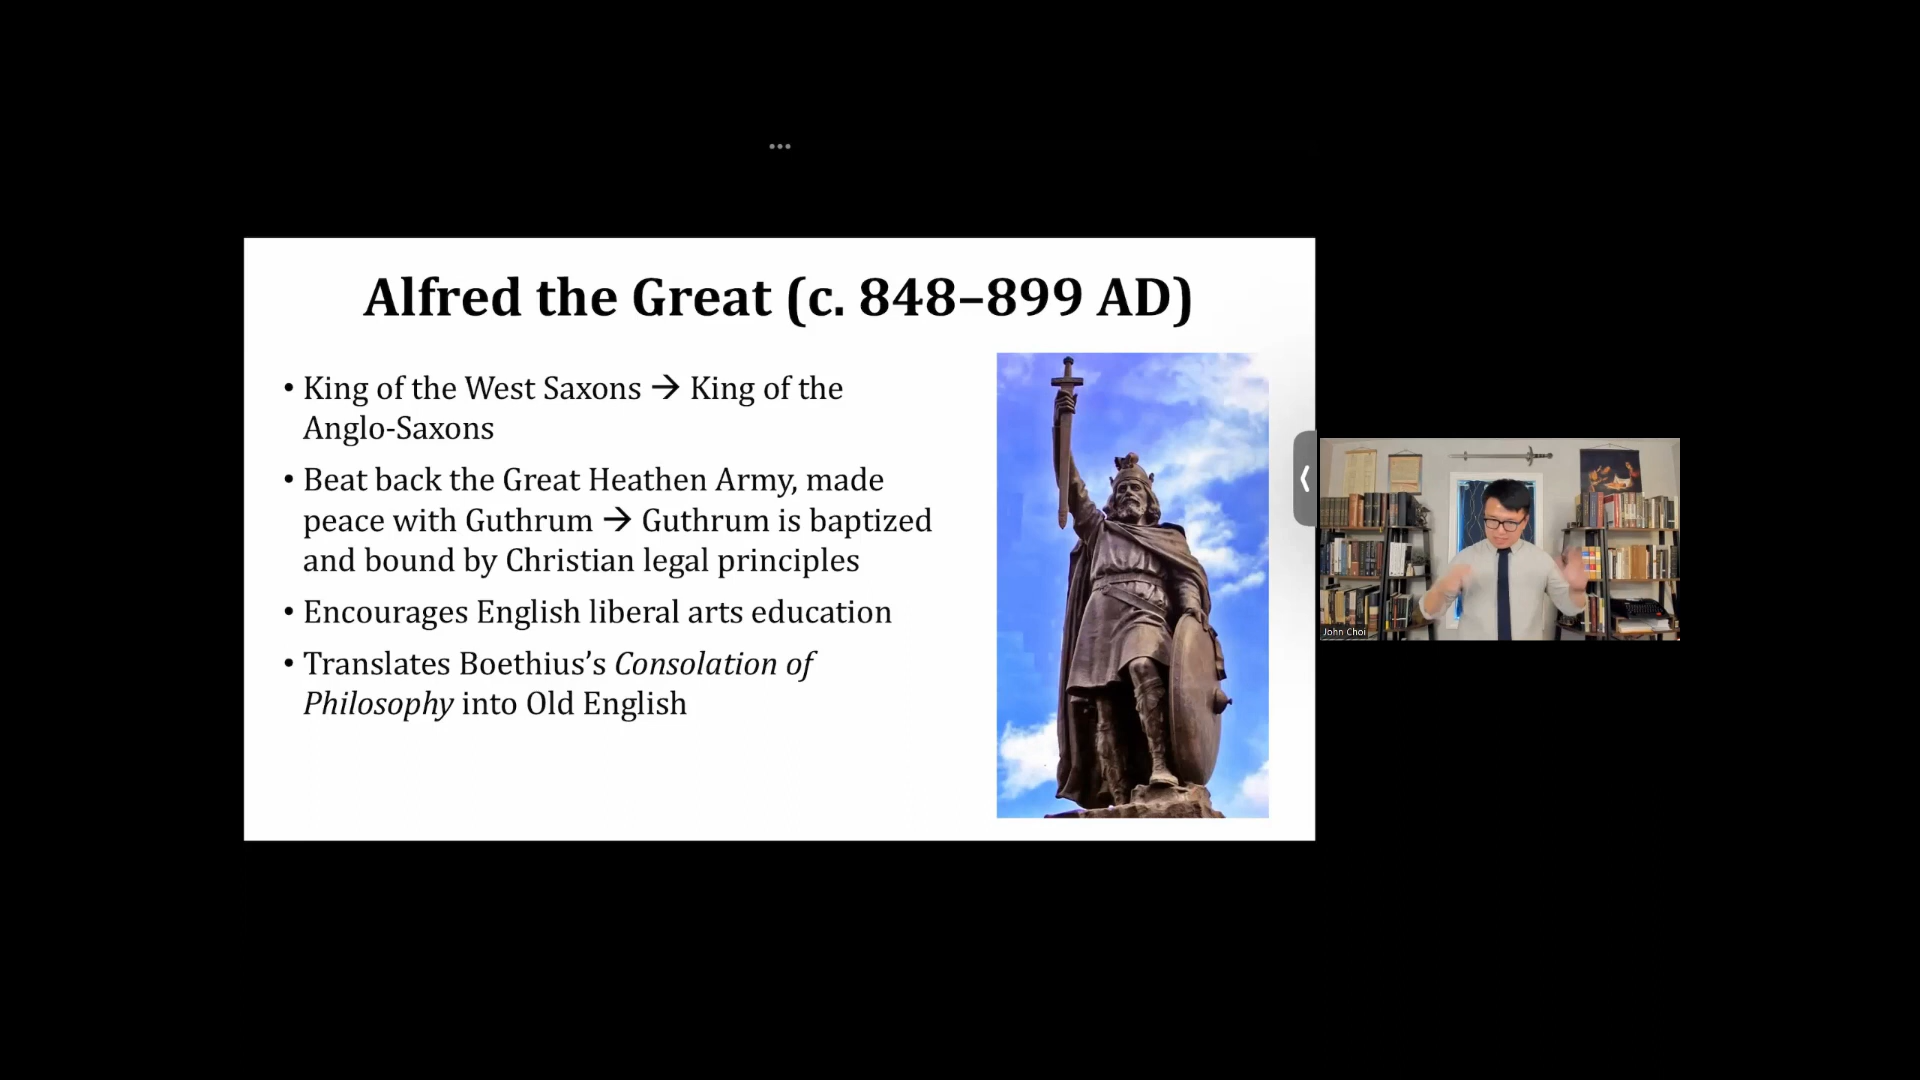 Alfred the Great (c. 848–899 AD)
• King of the West Saxons → King of the
Anglo-Saxons
• Beat back the Great Heathen Army, made
peace with Guthrum → Guthrum is baptized
and bound by Christian legal principles
• Encourages English liberal arts education
• Translates Boethius’s Consolation of
Philosophy into Old English
John Choi